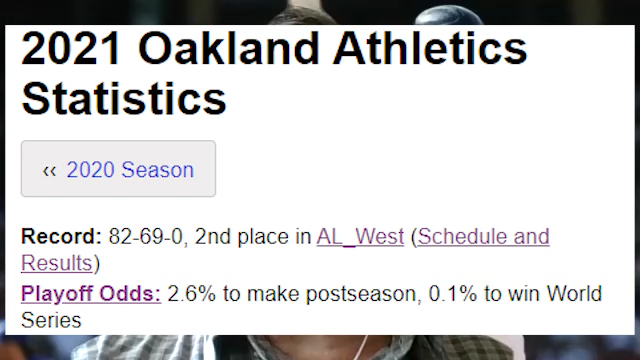 2021 Oakland Athletics
Statistics
‹‹ 2020 Season
Record: 82-69-0, 2nd place in AL_West (Schedule and
Results)
Playoff Odds: 2.6% to make postseason, 0.1% to win World
Series